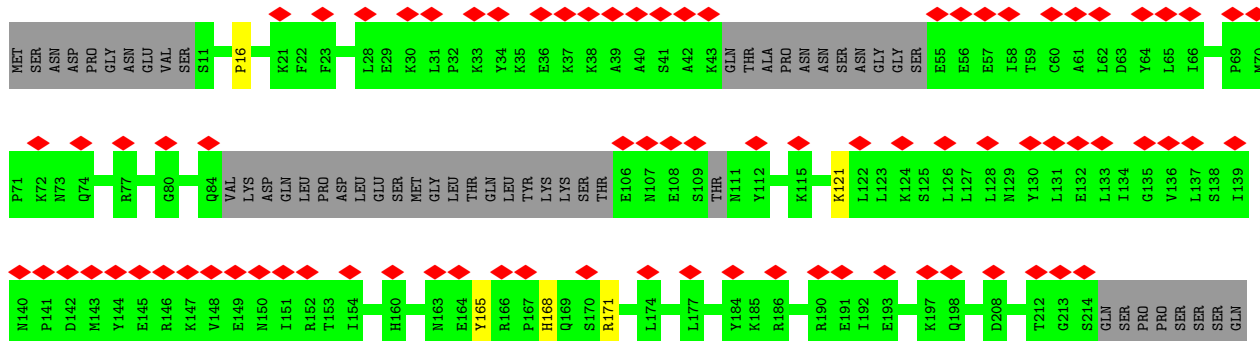 MET SER ASN ASP PRO GLY ASN GLU VAL SER S11 P16 K21 F22 F23 L28 E29 K30 L31 P32 K33 Y34 K35 E36 K37 K38 A39 A40 S41 A42 K43 GLN THR ALA PRO ASN ASN SER ASN GLY GLY SER E55 E56 E57 I58 T59 C60 A61 L62 D63 Y64 L65 I66 P69 M70
P71 K72 N73 Q74 R77 G80 Q84 VAL LYS ASP GLN LEU PRO ASP LEU GLU SER MET GLY LEU THR GLN LEU TYR LYS LYS SER THR E106 N107 E108 S109 THR N111 Y112 K115 K121 L122 L123 K124 S125 L126 L127 L128 N129 Y130 L131 E132 L133 I134 G135 V136 L137 S138 I139
N140 P141 D142 M143 Y144 E145 R146 K147 V148 E149 N150 I151 R152 T153 I154 H160 N163 E164 Y165 R166 P167 H168 Q169 S170 R171 L174 L177 Y184 K185 R186 R190 E191 I192 E193 K197 Q198 D208 T212 G213 S214 GLN SER PRO PRO SER SER SER GLN